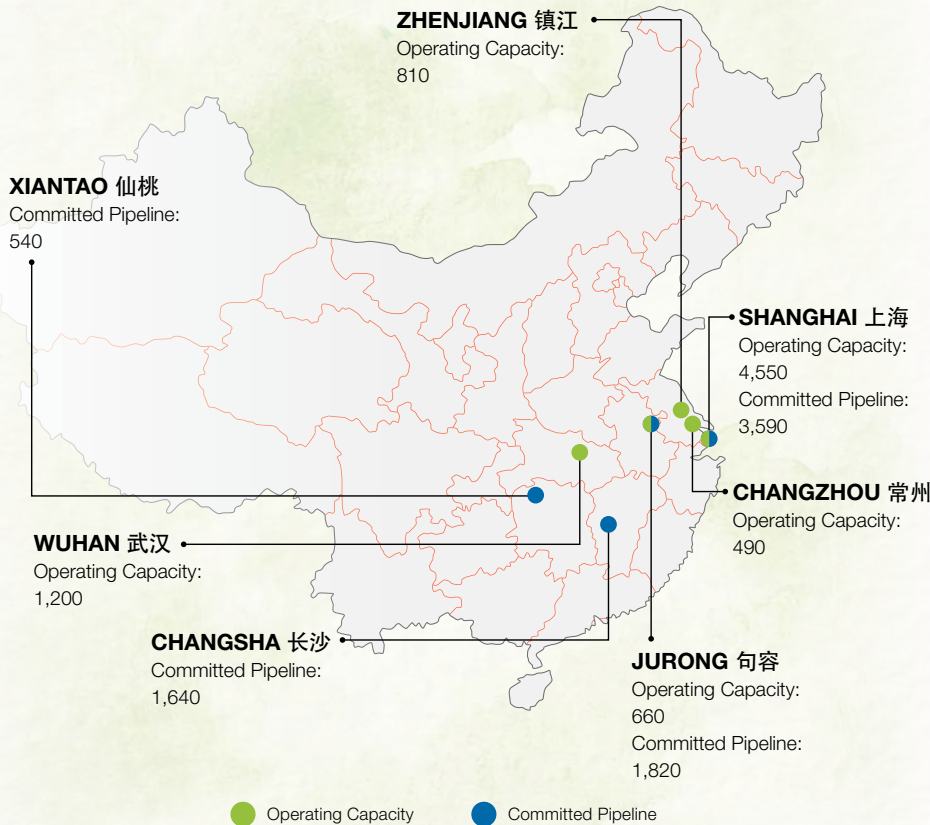 ZHENJIANG 镇江
Operating Capacity:
810
XIANTAO 仙桃
Committed Pipeline:
540
SHANGHAI 上海
Operating Capacity:
4,550
Committed Pipeline:
3,590
CHANGZHOU 常州
Operating Capacity:
490
WUHAN 武汉
Operating Capacity:
1,200
CHANGSHA 长沙
Committed Pipeline:
1,640
JURONG 句容
Operating Capacity:
660
Committed Pipeline:
1,820
Operating Capacity
Committed Pipeline